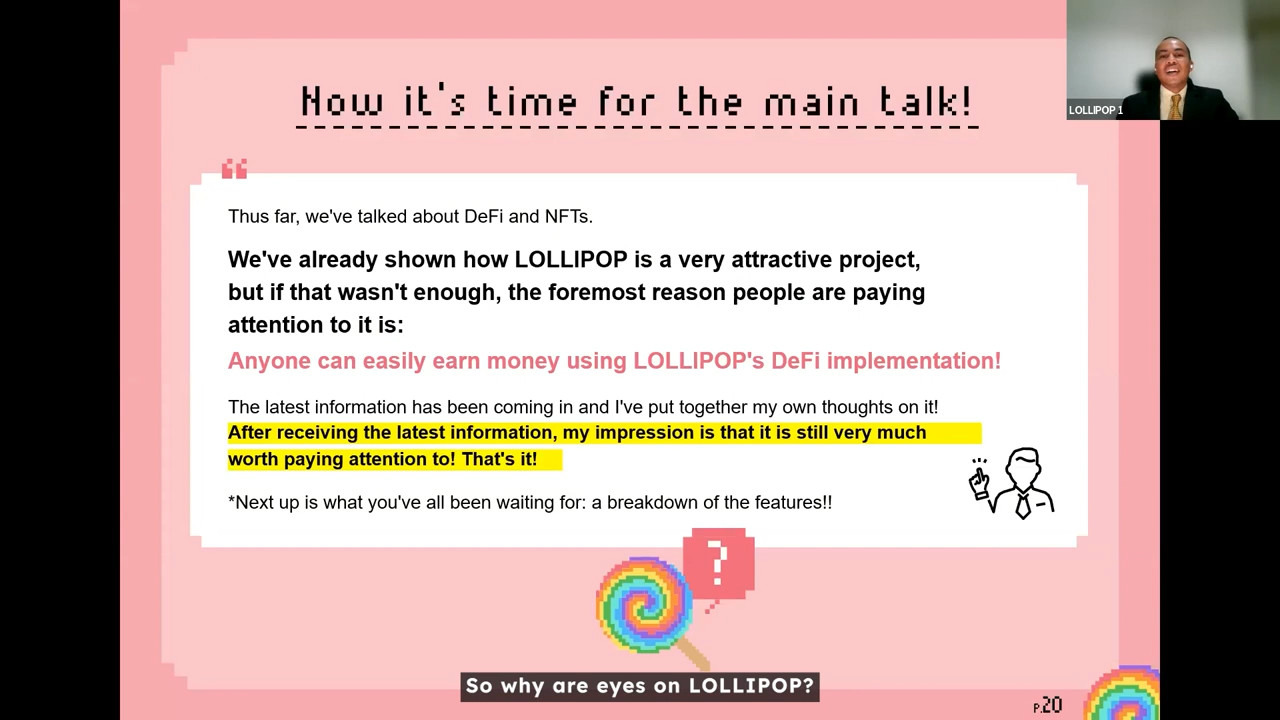 Now it's time for the main talk!
LOLLIPOP 1
Thus far, we've talked about DeFi and NFTs.
We've already shown how LOLLIPOP is a very attractive project,
but if that wasn't enough, the foremost reason people are paying
attention to it is:
Anyone can easily earn money using LOLLIPOP's DeFi implementation!
The latest information has been coming in and I've put together my own thoughts on it!
After receiving the latest information, my impression is that it is still very much
worth paying attention to! That's it!
*Next up is what you've all been waiting for: a breakdown of the features!!
?
So why are eyes on LOLLIPOP?
P.20